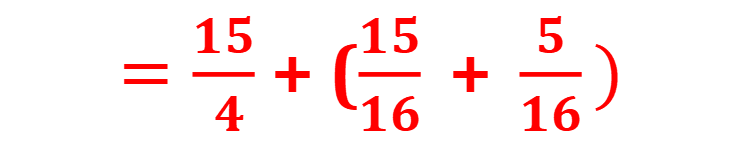 = 15/4 + (15/16 + 5/16)